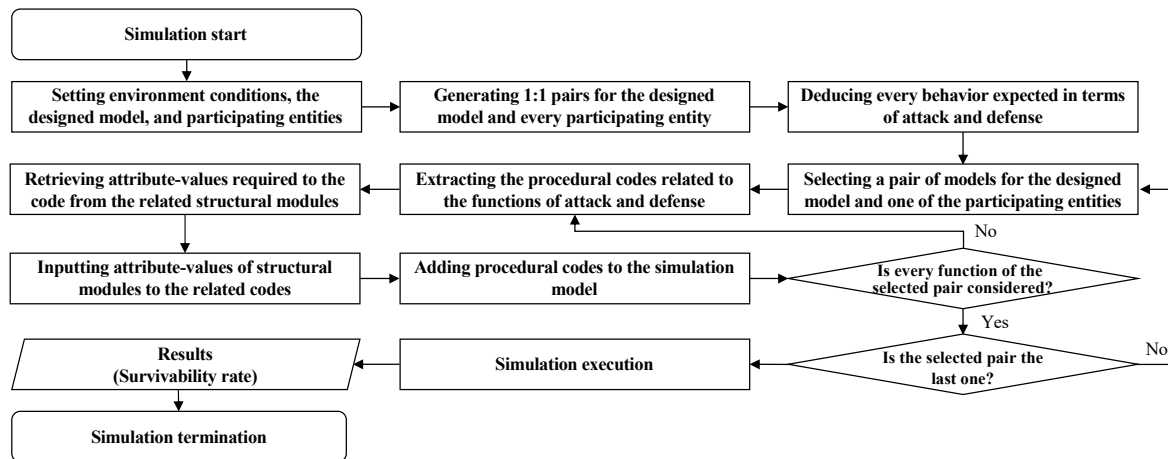 Simulation start
Setting environment conditions, the
designed model, and participating entities
Generating 1:1 pairs for the designed
model and every participating entity
Deducing every behavior expected in terms
of attack and defense
Selecting a pair of models for the designed
model and one of the participating entities
Extracting the procedural codes related to
the functions of attack and defense
Retrieving attribute-values required to the
code from the related structural modules
Inputting attribute-values of structural
modules to the related codes
Adding procedural codes to the simulation
model
No
Is every function of the
selected pair considered?
Yes
Is the selected pair the
last one?
No
Simulation execution
Results
(Survivability rate)
Simulation termination